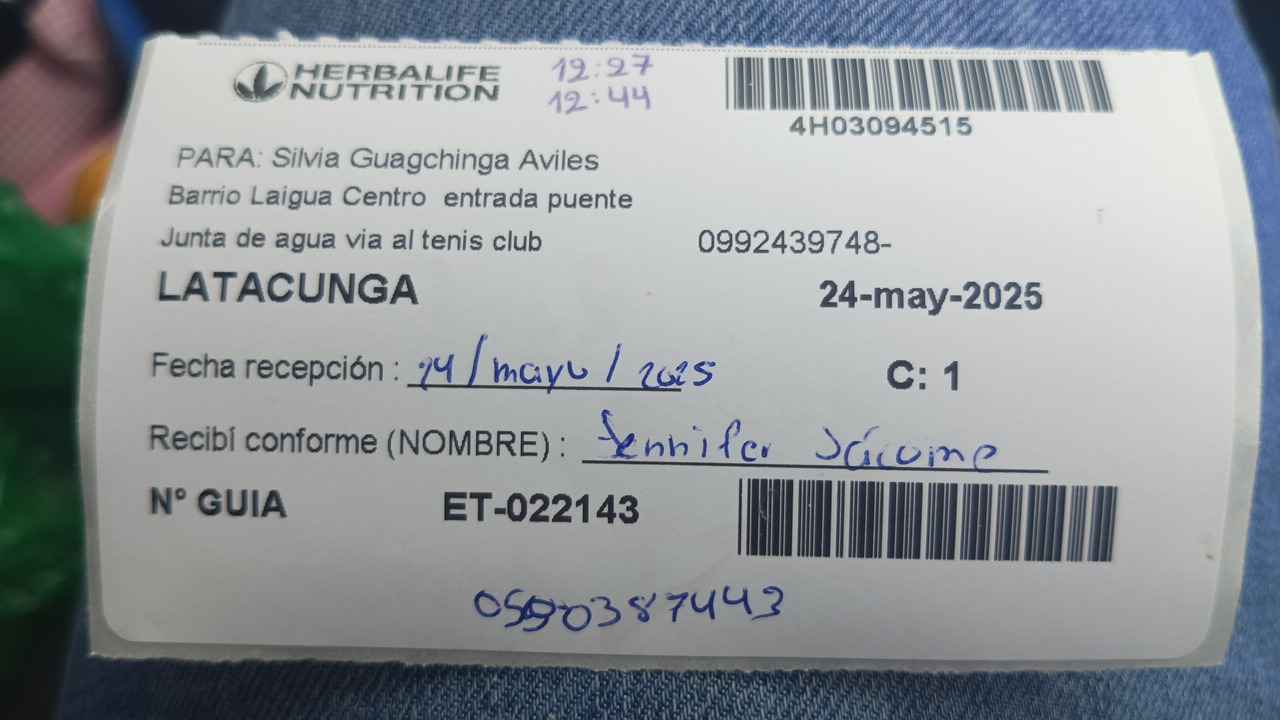 HERBALIFE
NUTRITION
12:27
12:44
4H03094515
PARA: Silvia Guagchinga Aviles
Barrio Laigua Centro entrada puente
Junta de agua via al tenis club 0992439748-
LATACUNGA 24-may-2025
Fecha recepción : 24/mayo/2025 C: 1
Recibí conforme (NOMBRE) : Jennifer Jácome
N° GUIA ET-022143